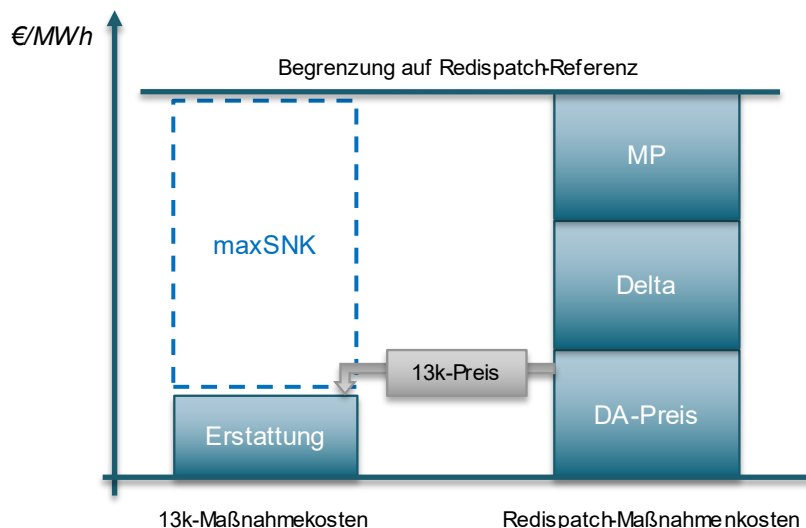 €/MWh
Begrenzung auf Redispatch-Referenz
MP
maxSNK
Delta
13k-Preis
DA-Preis
Erstattung
13k-Maßnahmekosten
Redispatch-Maßnahmenkosten